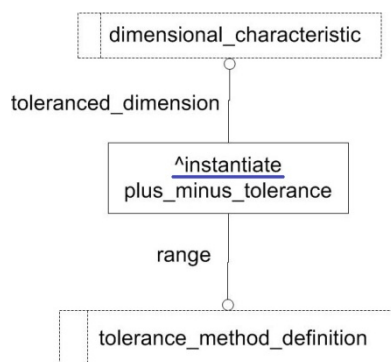 dimensional_characteristic
toleranced_dimension
^instantiate
plus_minus_tolerance
range
tolerance_method_definition